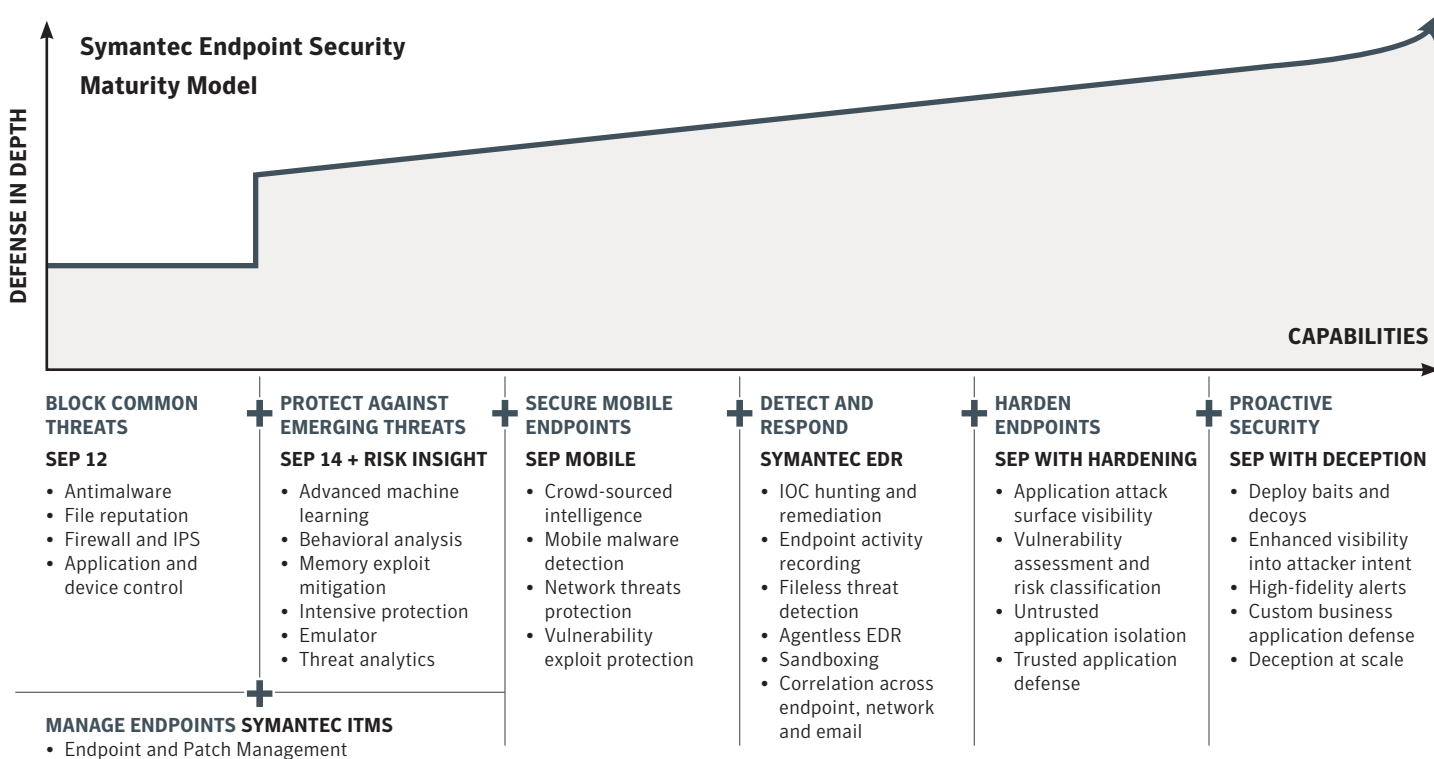 Symantec Endpoint Security
Maturity Model
DEFENSE IN DEPTH
CAPABILITIES
BLOCK COMMON
THREATS
SEP 12
• Antimalware
• File reputation
• Firewall and IPS
• Application and
device control
+ PROTECT AGAINST
EMERGING THREATS
SEP 14 + RISK INSIGHT
• Advanced machine
learning
• Behavioral analysis
• Memory exploit
mitigation
• Intensive protection
• Emulator
• Threat analytics
+
MANAGE ENDPOINTS SYMANTEC ITMS
• Endpoint and Patch Management
+ SECURE MOBILE
ENDPOINTS
SEP MOBILE
• Crowd-sourced
intelligence
• Mobile malware
detection
• Network threats
protection
• Vulnerability
exploit protection
+ DETECT AND
RESPOND
SYMANTEC EDR
• IOC hunting and
remediation
• Endpoint activity
recording
• Fileless threat
detection
• Agentless EDR
• Sandboxing
• Correlation across
endpoint, network
and email
+ HARDEN
ENDPOINTS
SEP WITH HARDENING
• Application attack
surface visibility
• Vulnerability
assessment and
risk classification
• Untrusted
application isolation
• Trusted application
defense
+ PROACTIVE
SECURITY
SEP WITH DECEPTION
• Deploy baits and
decoys
• Enhanced visibility
into attacker intent
• High-fidelity alerts
• Custom business
application defense
• Deception at scale